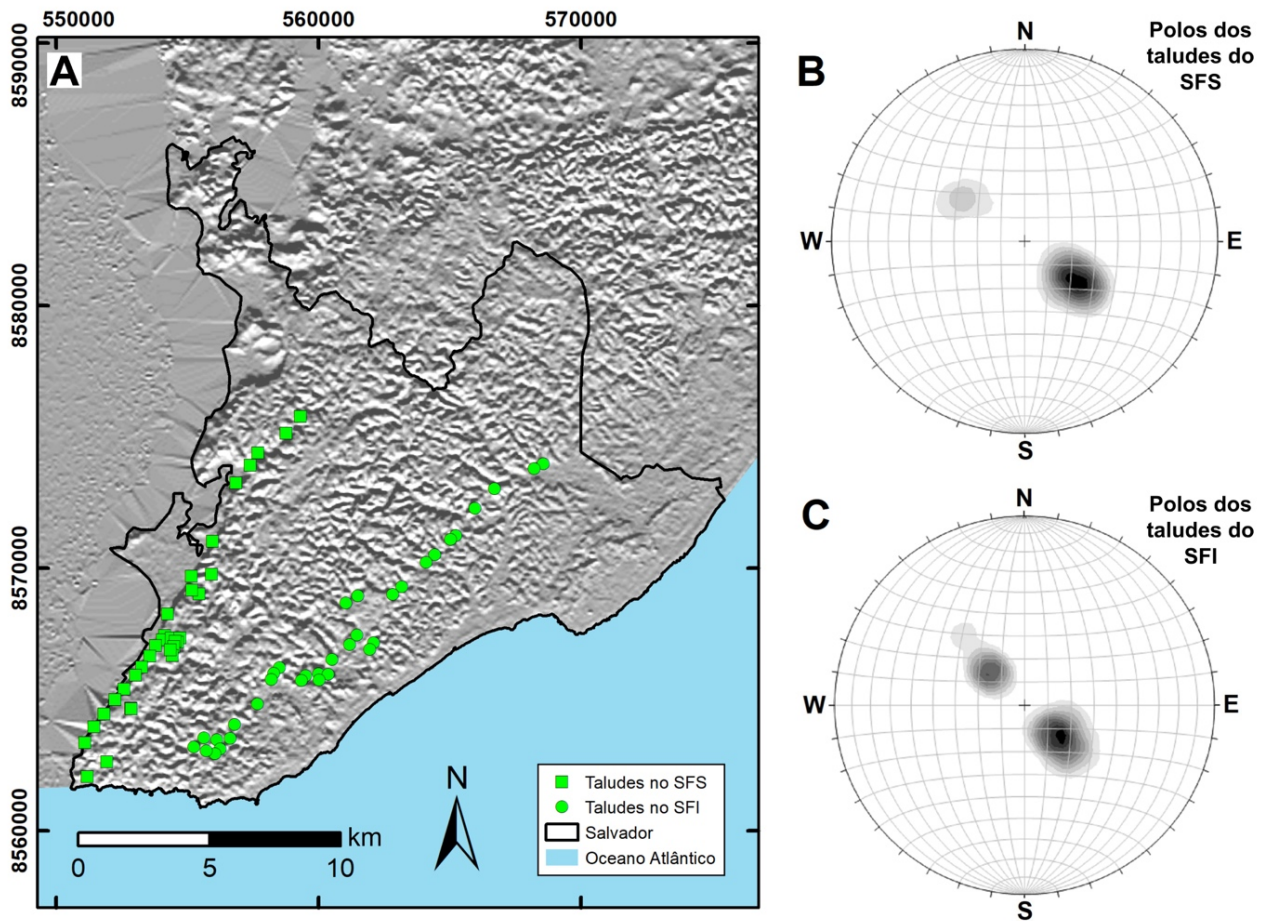 550000
560000
570000
A
8590000
8580000
8570000
8560000
N
km
0
5
10
Taludes no SFS
Taludes no SFI
Salvador
Oceano Atlântico
B
N
Polos dos
taludes do
SFS
W
E
S
C
N
Polos dos
taludes do
SFI
W
E
S